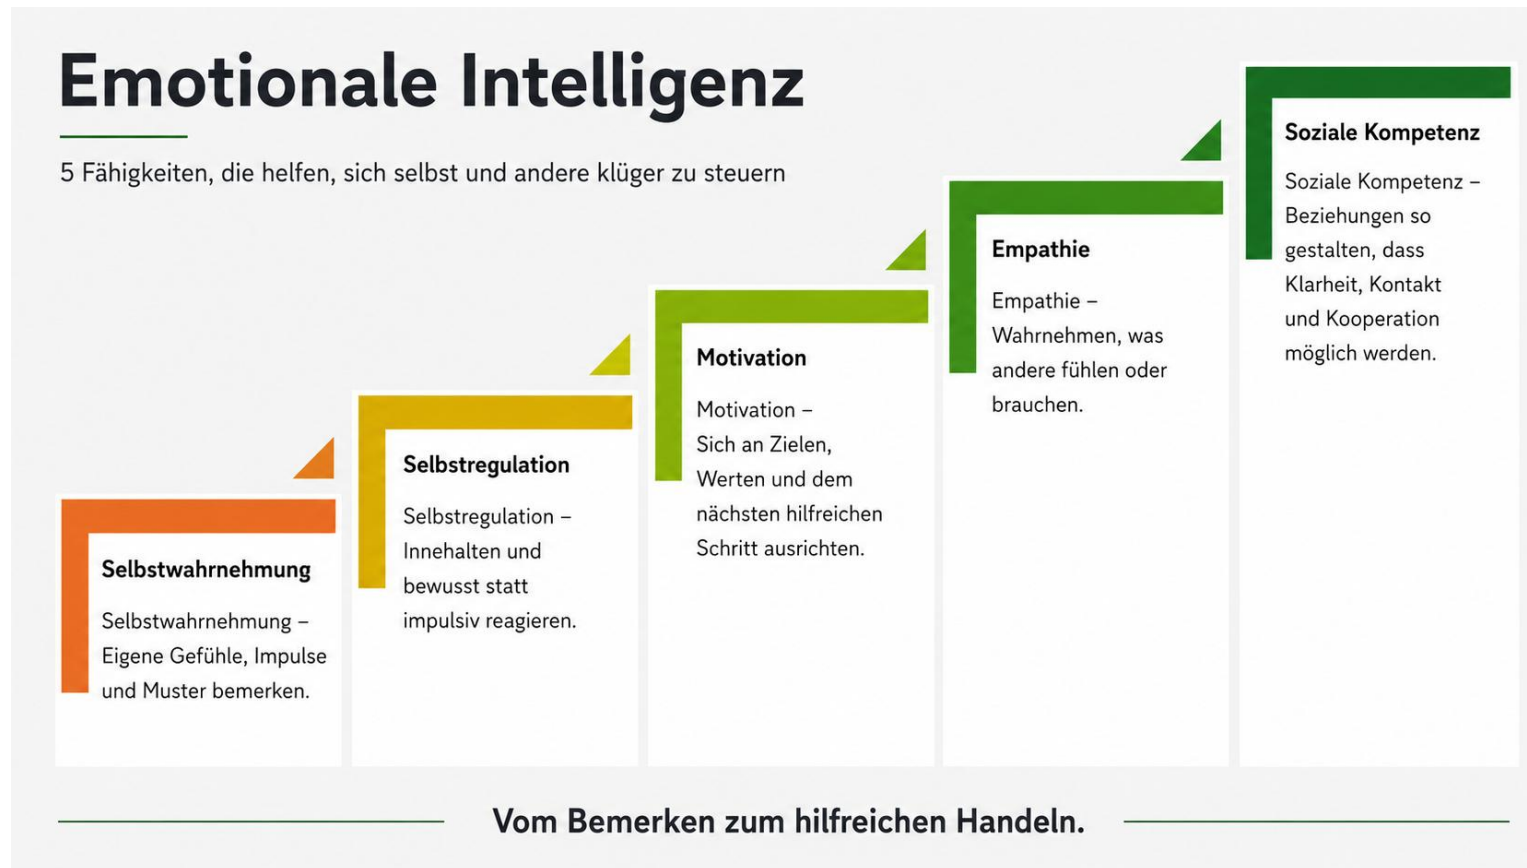 Emotionale Intelligenz
5 Fähigkeiten, die helfen, sich selbst und andere klüger zu steuern
Selbstwahrnehmung
Selbstwahrnehmung –
Eigene Gefühle, Impulse
und Muster bemerken.
Selbstregulation
Selbstregulation –
Innehalten und
bewusst statt
impulsiv reagieren.
Motivation
Motivation –
Sich an Zielen,
Werten und dem
nächsten hilfreichen
Schritt ausrichten.
Empathie
Empathie –
Wahrnehmen, was
andere fühlen oder
brauchen.
Soziale Kompetenz
Soziale Kompetenz –
Beziehungen so
gestalten, dass
Klarheit, Kontakt
und Kooperation
möglich werden.
Vom Bemerken zum hilfreichen Handeln.